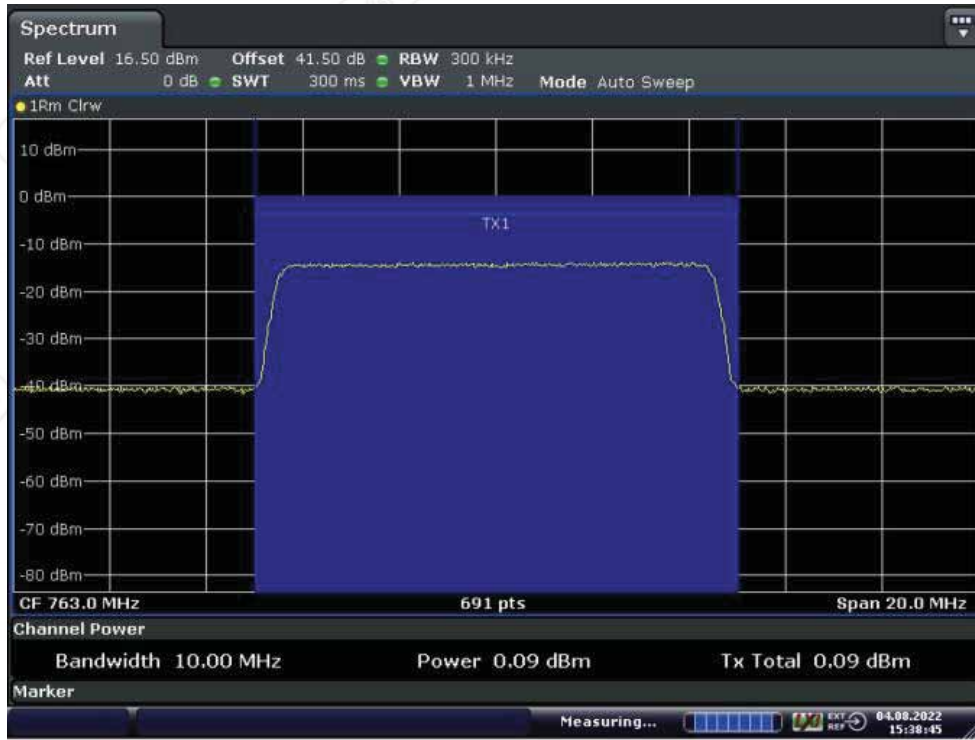 Spectrum
Ref Level 16.50 dBm Offset 41.50 dB RBW 300 kHz
Att 0 dB SWT 300 ms VBW 1 MHz Mode Auto Sweep
1Rm Clrw
10 dBm
0 dBm
TX1
-10 dBm
-20 dBm
-30 dBm
-40 dBm
-50 dBm
-60 dBm
-70 dBm
-80 dBm
CF 763.0 MHz 691 pts Span 20.0 MHz
Channel Power
Bandwidth 10.00 MHz Power 0.09 dBm Tx Total 0.09 dBm
Marker
Measuring... EXT REF 04.08.2022
15:38:45